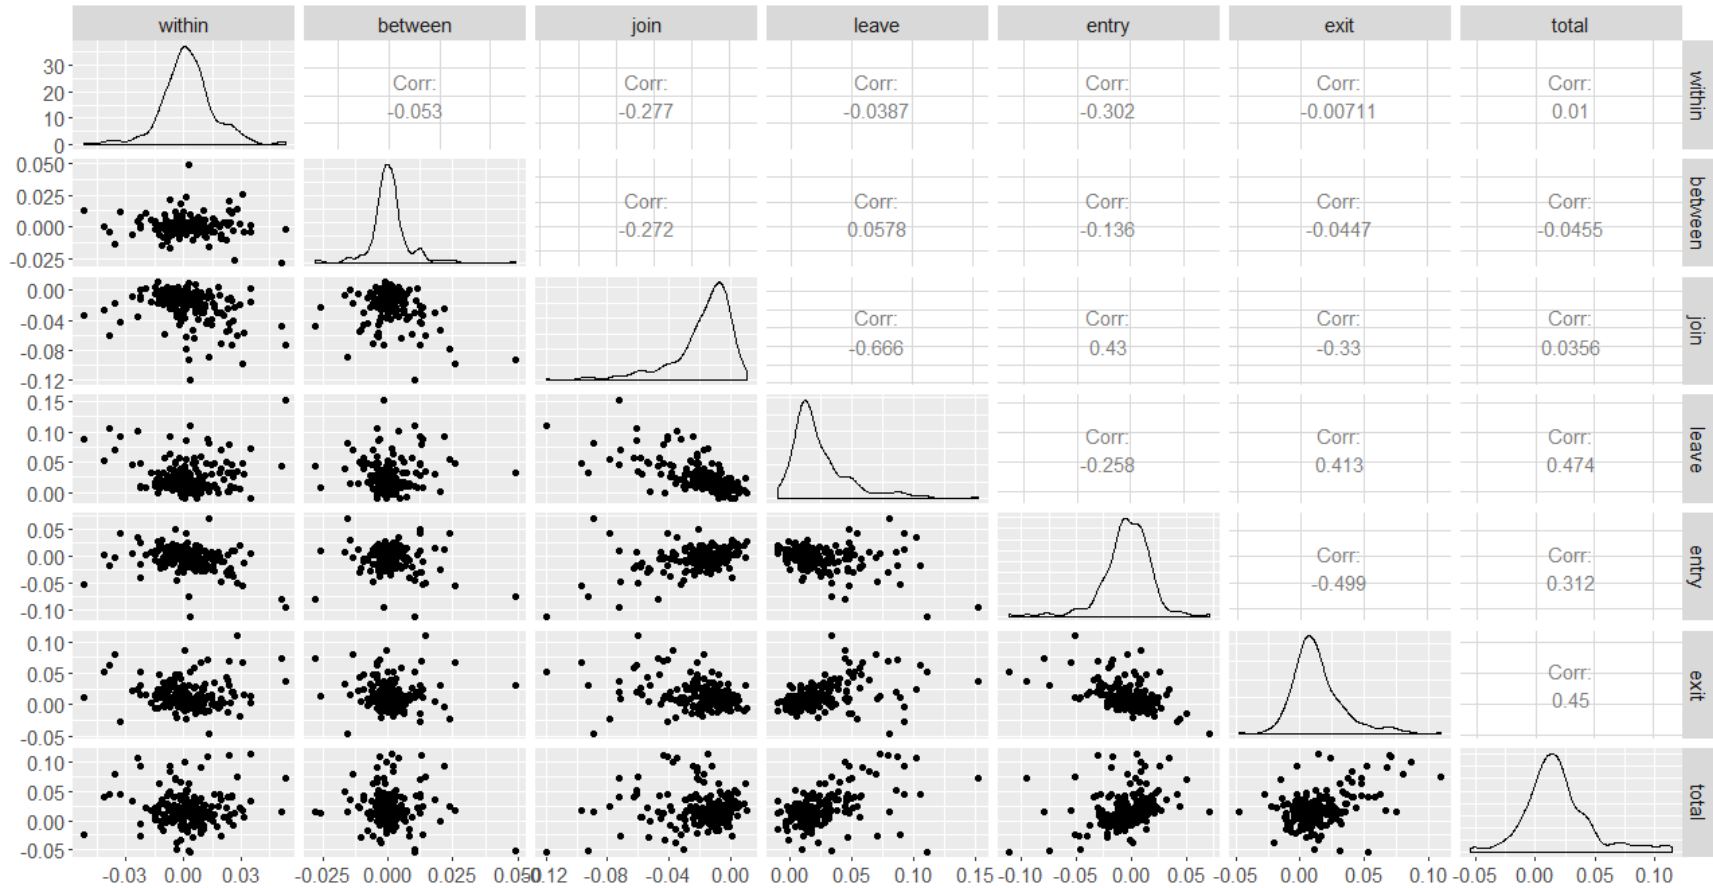 within between join leave entry exit total
30
20
10
0
Corr:
-0.053
Corr:
-0.277
Corr:
-0.0387
Corr:
-0.302
Corr:
-0.00711
Corr:
0.01
within
0.050
0.025
0.000
-0.025
Corr:
-0.272
Corr:
0.0578
Corr:
-0.136
Corr:
-0.0447
Corr:
-0.0455
between
0.00
-0.04
-0.08
-0.12
Corr:
-0.666
Corr:
0.43
Corr:
-0.33
Corr:
0.0356
join
0.15
0.10
0.05
0.00
Corr:
-0.258
Corr:
0.413
Corr:
0.474
leave
0.05
0.00
-0.05
-0.10
Corr:
-0.499
Corr:
0.312
entry
0.10
0.05
0.00
-0.05
Corr:
0.45
exit
0.10
0.05
0.00
-0.05
total
-0.03 0.00 0.03 -0.025 0.000 0.025 0.050 -0.12 -0.08 -0.04 0.00 0.00 0.05 0.10 0.15 -0.10 -0.05 0.00 0.05 -0.05 0.00 0.05 0.10 -0.05 0.00 0.05 0.10